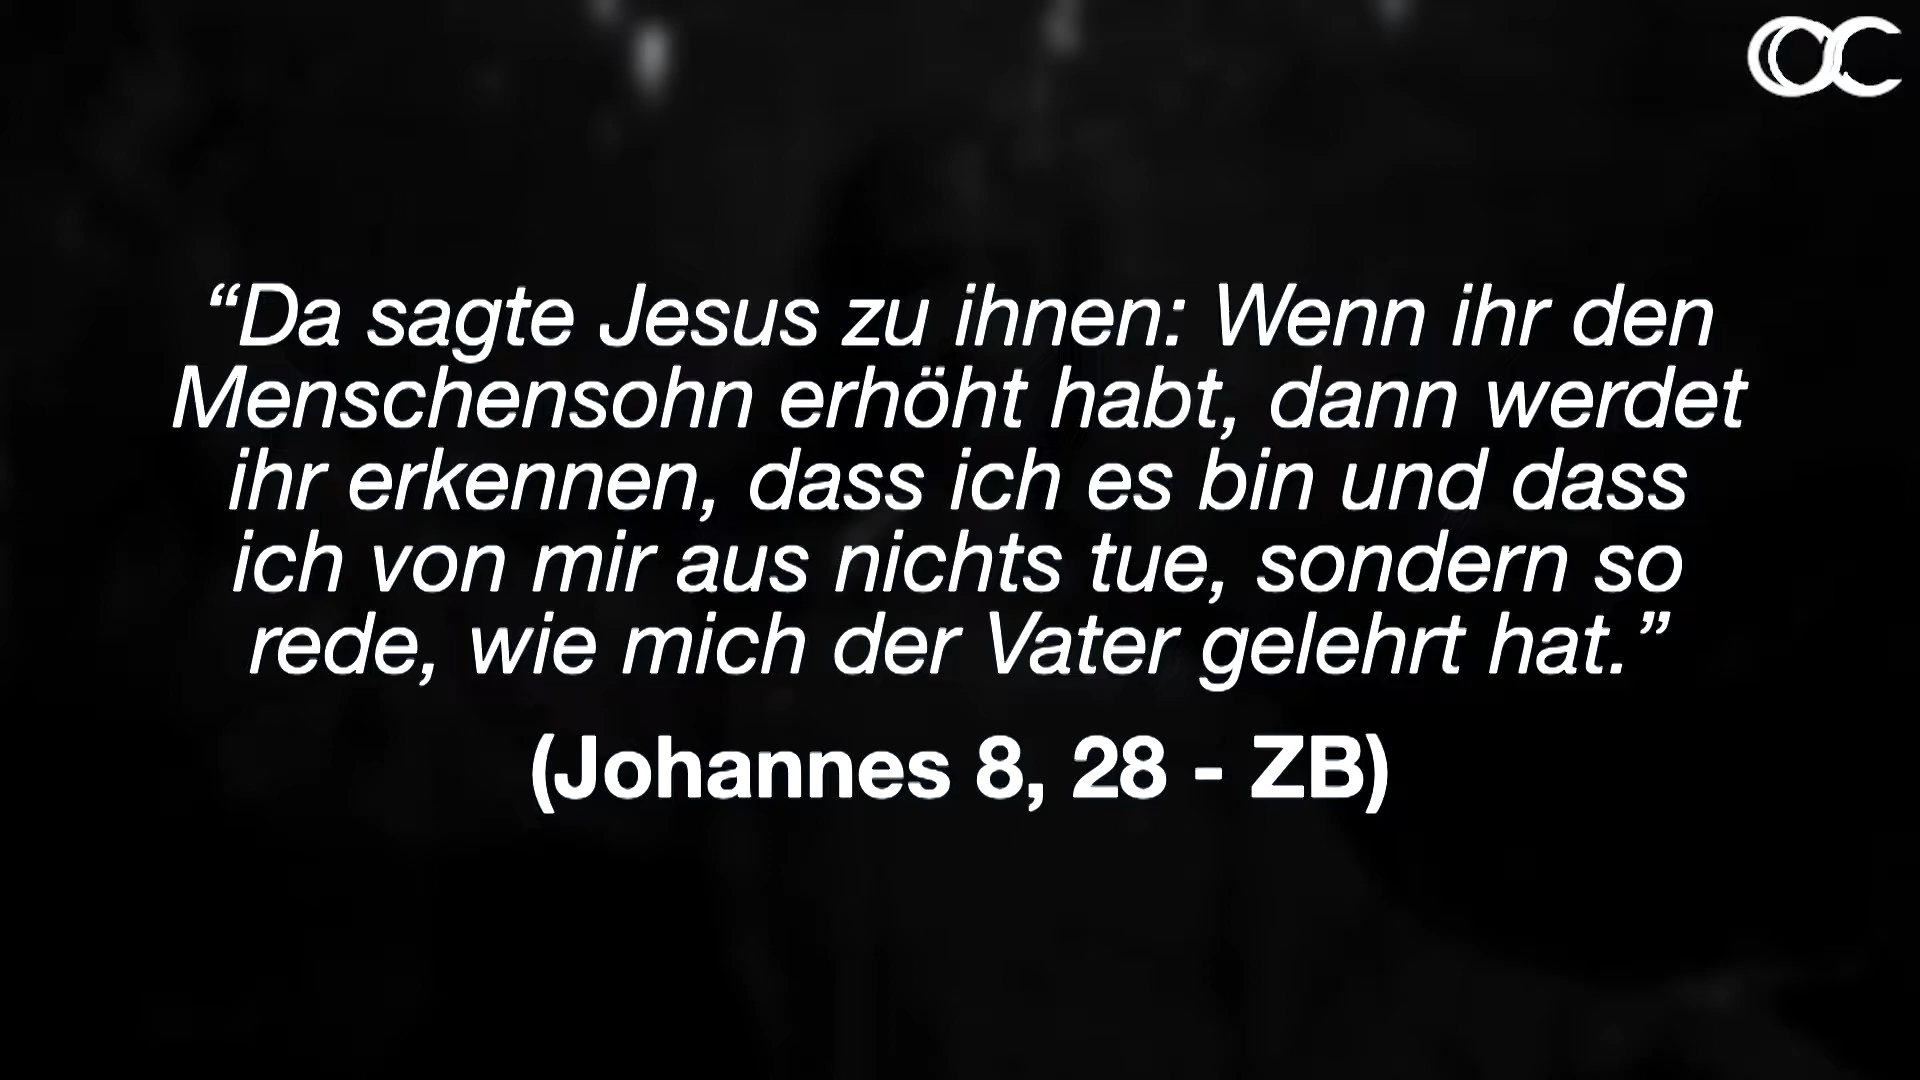 OC
“Da sagte Jesus zu ihnen: Wenn ihr den
Menschensohn erhöht habt, dann werdet
ihr erkennen, dass ich es bin und dass
ich von mir aus nichts tue, sondern so
rede, wie mich der Vater gelehrt hat.”
(Johannes 8, 28 - ZB)